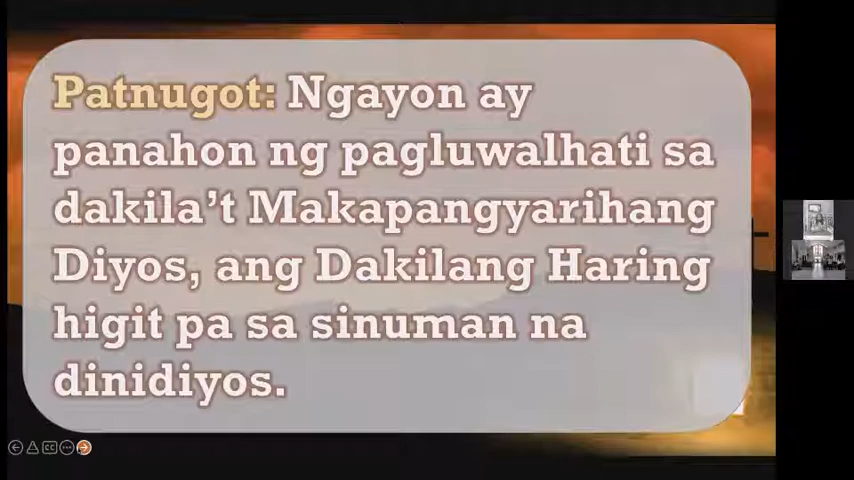 Patnugot: Ngayon ay
panahon ng pagluwalhati sa
dakila’t Makapangyarihang
Diyos, ang Dakilang Haring
higit pa sa sinuman na
dinidiyos.